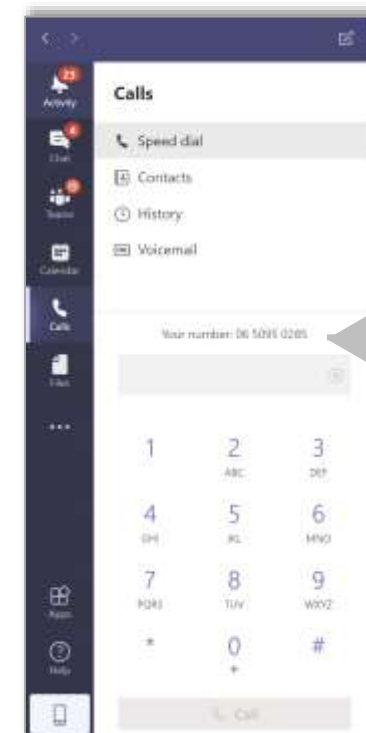 23
Activity
Calls
4
Chat
Speed dial
Contacts
Teams
History
Voicemail
Calendar
Calls
Your number: 06 5095 0285
Files
1
2
3
ABC
DEF
4
5
6
GHI
JKL
MNO
7
8
9
PQRS
TUV
WXYZ
*
0
#
+
Apps
Help
Call